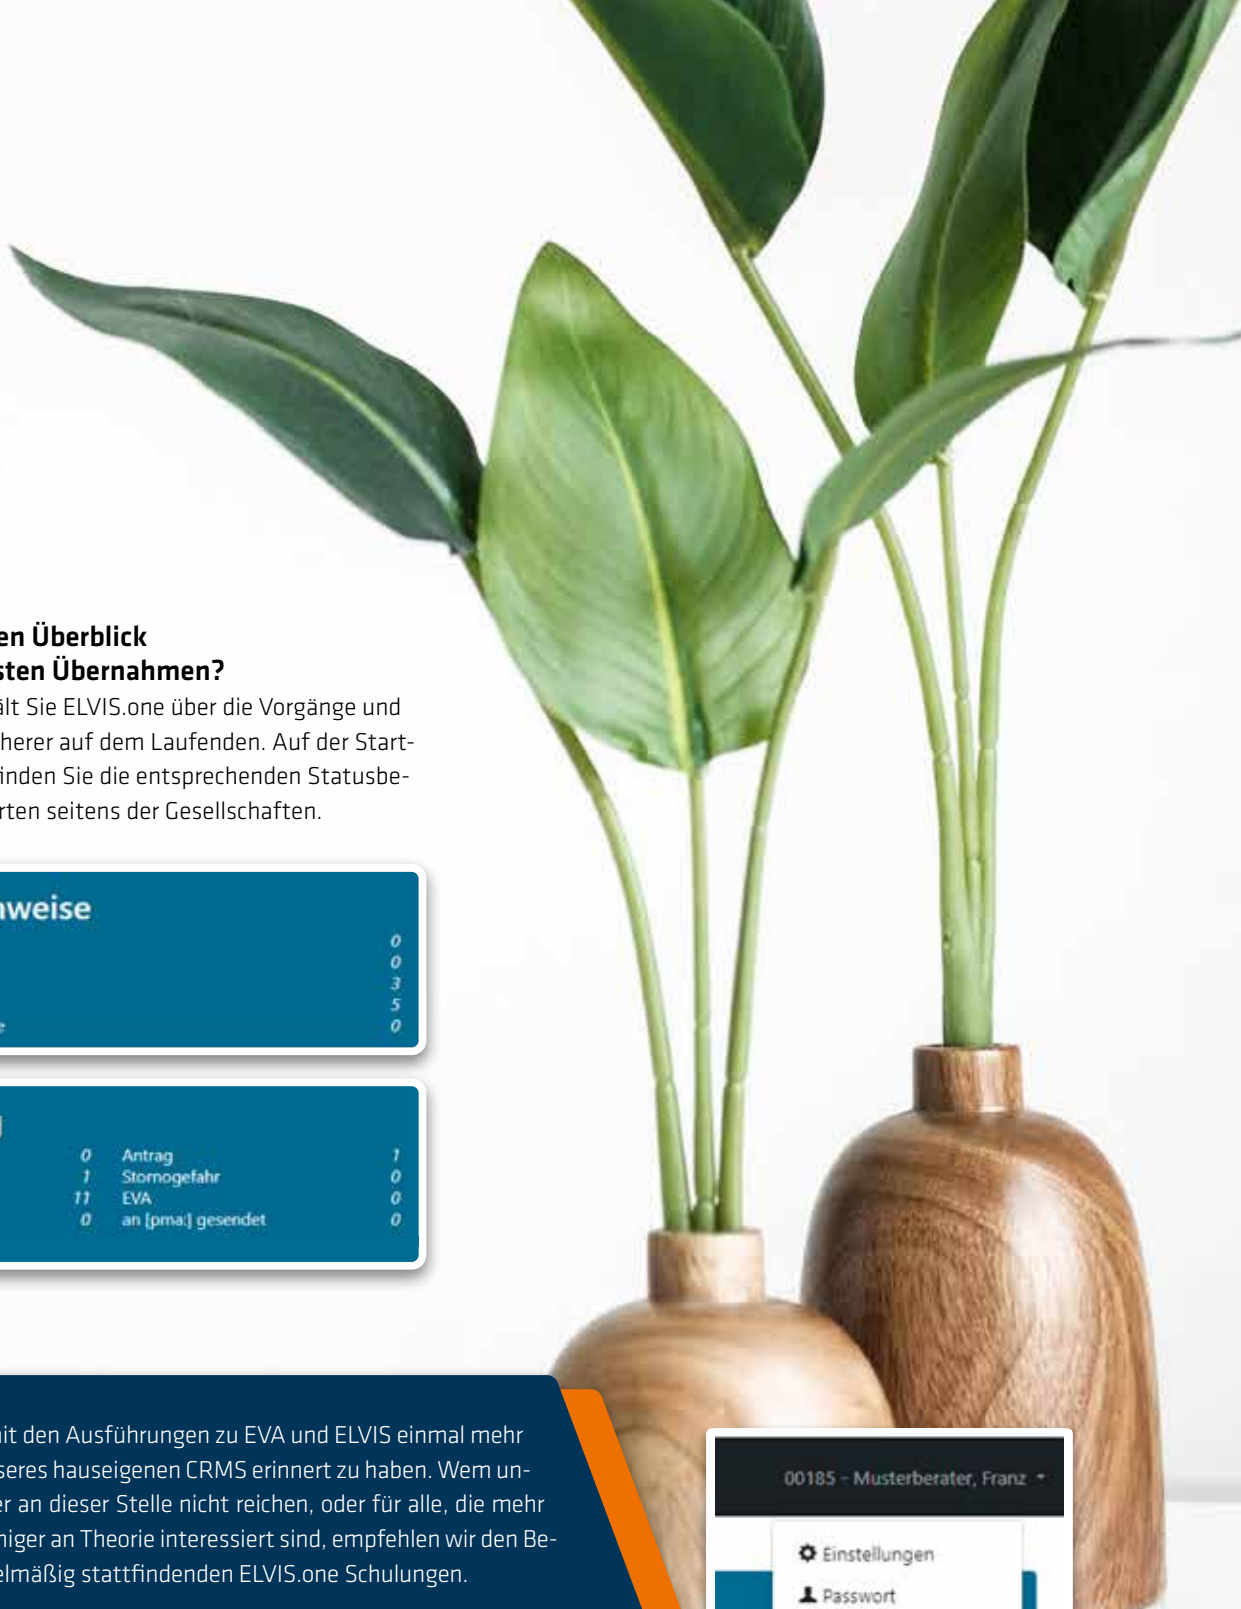 en Überblick
sten Übernahmen?
ält Sie ELVIS.one über die Vorgänge und
herer auf dem Laufenden. Auf der Start-
inden Sie die entsprechenden Statusbe-
rten seitens der Gesellschaften.
weise
0
0
3
5
e 0
g
0 Antrag 1
1 Stornogefahr 0
11 EVA 0
0 an [pma:] gesendet 0
it den Ausführungen zu EVA und ELVIS einmal mehr
seres hauseigenen CRMS erinnert zu haben. Wem un-
er an dieser Stelle nicht reichen, oder für alle, die mehr
niger an Theorie interessiert sind, empfehlen wir den Be-
elmäßig stattfindenden ELVIS.one Schulungen.
00185 - Musterberater, Franz
Einstellungen
Passwort